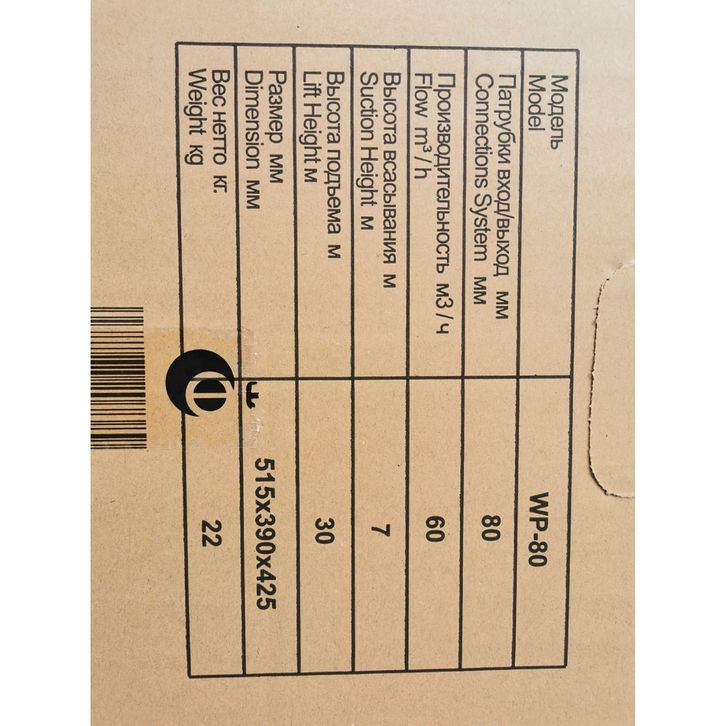 Модель
Model
WP-80
Патрубки вход/выход мм
Connections System мм
80
Производительность м3/ч
Flow m³/h
60
Высота всасывания м
Suction Height м
7
Высота подъема м
Lift Height м
30
Размер мм
Dimension мм
515x390x425
Вес нетто кг.
Weight kg
22